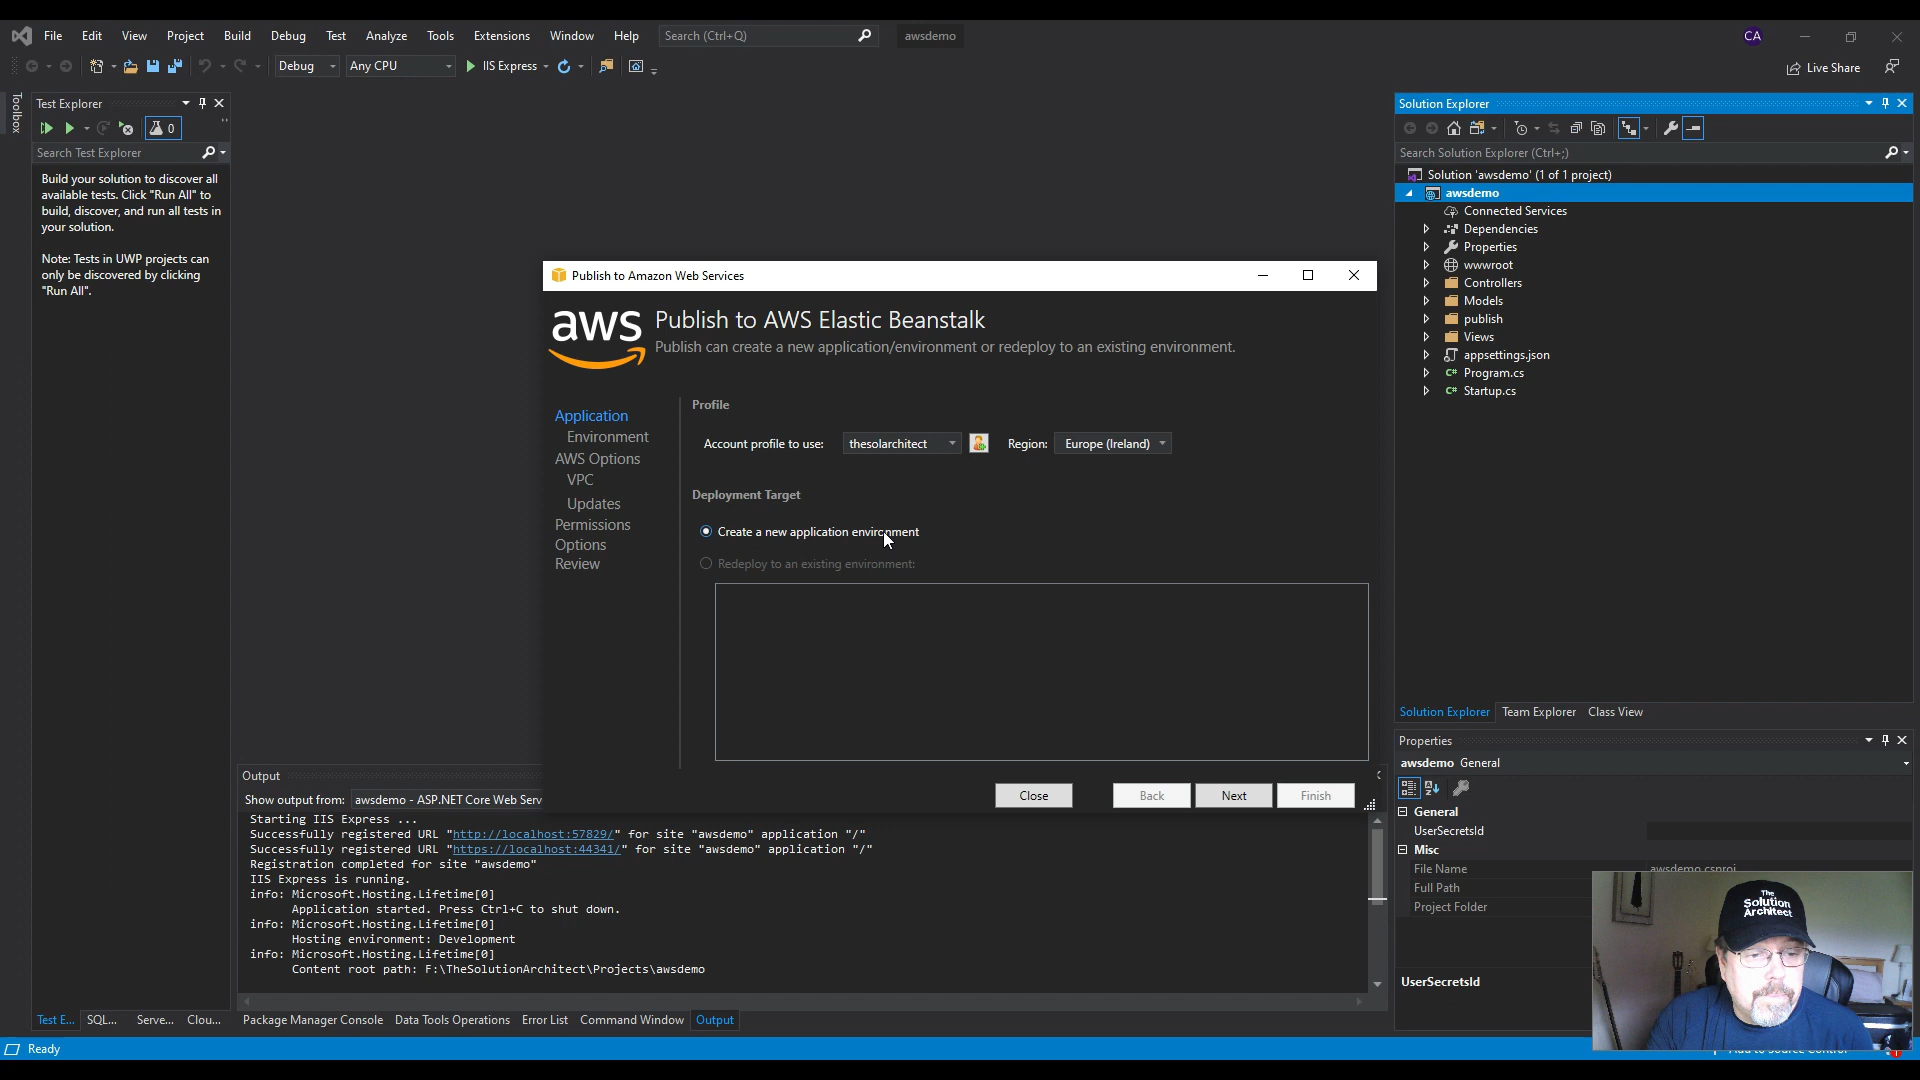 File Edit View Project Build Debug Test Analyze Tools Extensions Window Help Search (Ctrl+Q) awsdemo CA
Debug Any CPU IIS Express Live Share
Toolbox
Test Explorer
0
Search Test Explorer
Build your solution to discover all
available tests. Click "Run All" to
build, discover, and run all tests in
your solution.
Note: Tests in UWP projects can
only be discovered by clicking
"Run All".
Publish to Amazon Web Services
aws
Publish to AWS Elastic Beanstalk
Publish can create a new application/environment or redeploy to an existing environment.
Application
Environment
AWS Options
VPC
Updates
Permissions
Options
Review
Profile
Account profile to use: thesolarchitect Region: Europe (Ireland)
Deployment Target
Create a new application environment
Redeploy to an existing environment:
Close Back Next Finish
Output
Show output from: awsdemo - ASP.NET Core Web Serv
Starting IIS Express ...
Successfully registered URL "http://localhost:57829/" for site "awsdemo" application "/"
Successfully registered URL "https://localhost:44341/" for site "awsdemo" application "/"
Registration completed for site "awsdemo"
IIS Express is running.
info: Microsoft.Hosting.Lifetime[0]
Application started. Press Ctrl+C to shut down.
info: Microsoft.Hosting.Lifetime[0]
Hosting environment: Development
info: Microsoft.Hosting.Lifetime[0]
Content root path: F:\TheSolutionArchitect\Projects\awsdemo
Test E... SQL... Serve... Clou... Package Manager Console Data Tools Operations Error List Command Window Output
Ready
Solution Explorer
Search Solution Explorer (Ctrl+;)
Solution 'awsdemo' (1 of 1 project)
awsdemo
Connected Services
Dependencies
Properties
wwwroot
Controllers
Models
publish
Views
appsettings.json
C# Program.cs
C# Startup.cs
Solution Explorer Team Explorer Class View
Properties
awsdemo General
General
UserSecretsId
Misc
File Name awsdemo.csproj
Full Path
Project Folder
UserSecretsId
The
Solution
Architect
Add to Source Control
1